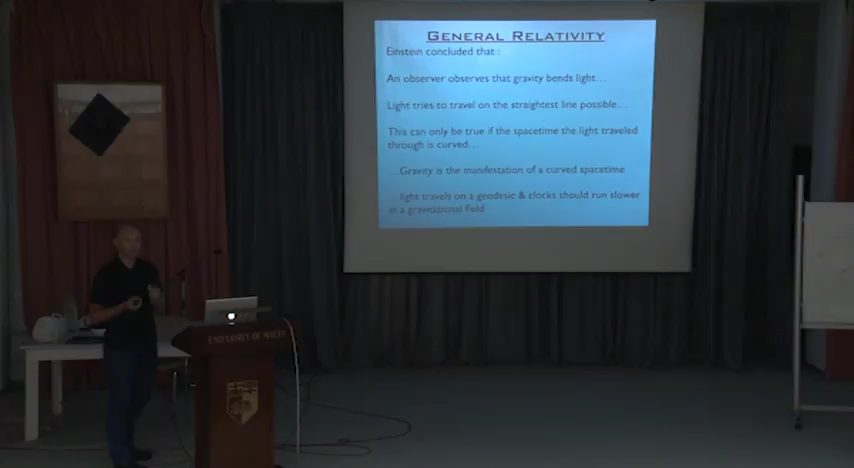 GENERAL RELATIVITY
Einstein concluded that :
An observer observes that gravity bends light...
Light tries to travel on the straightest line possible...
This can only be true if the spacetime the light traveled
through is curved...
...Gravity is the manifestation of a curved spacetime
...light travels on a geodesic & clocks should run slower
in a gravitational field
UNIVERSITY OF MALTA